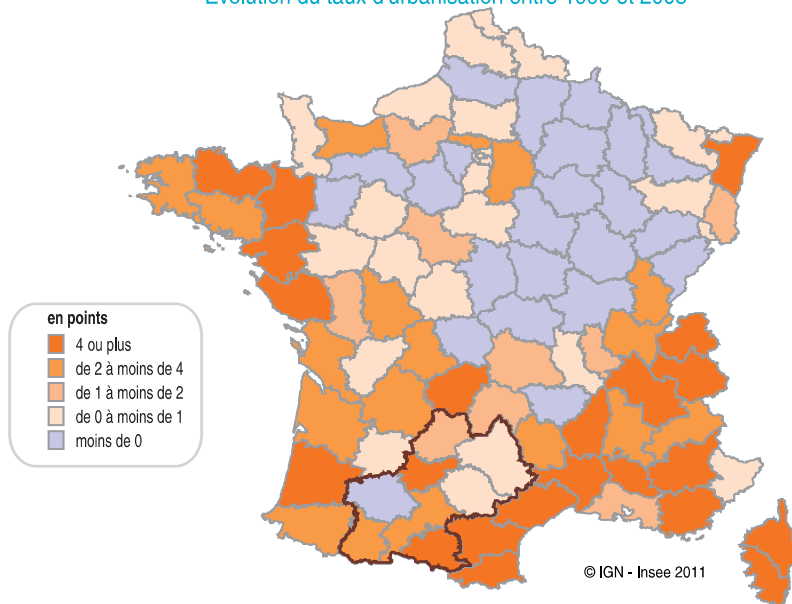 en points
4 ou plus
de 2 à moins de 4
de 1 à moins de 2
de 0 à moins de 1
moins de 0
© IGN - Insee 2011